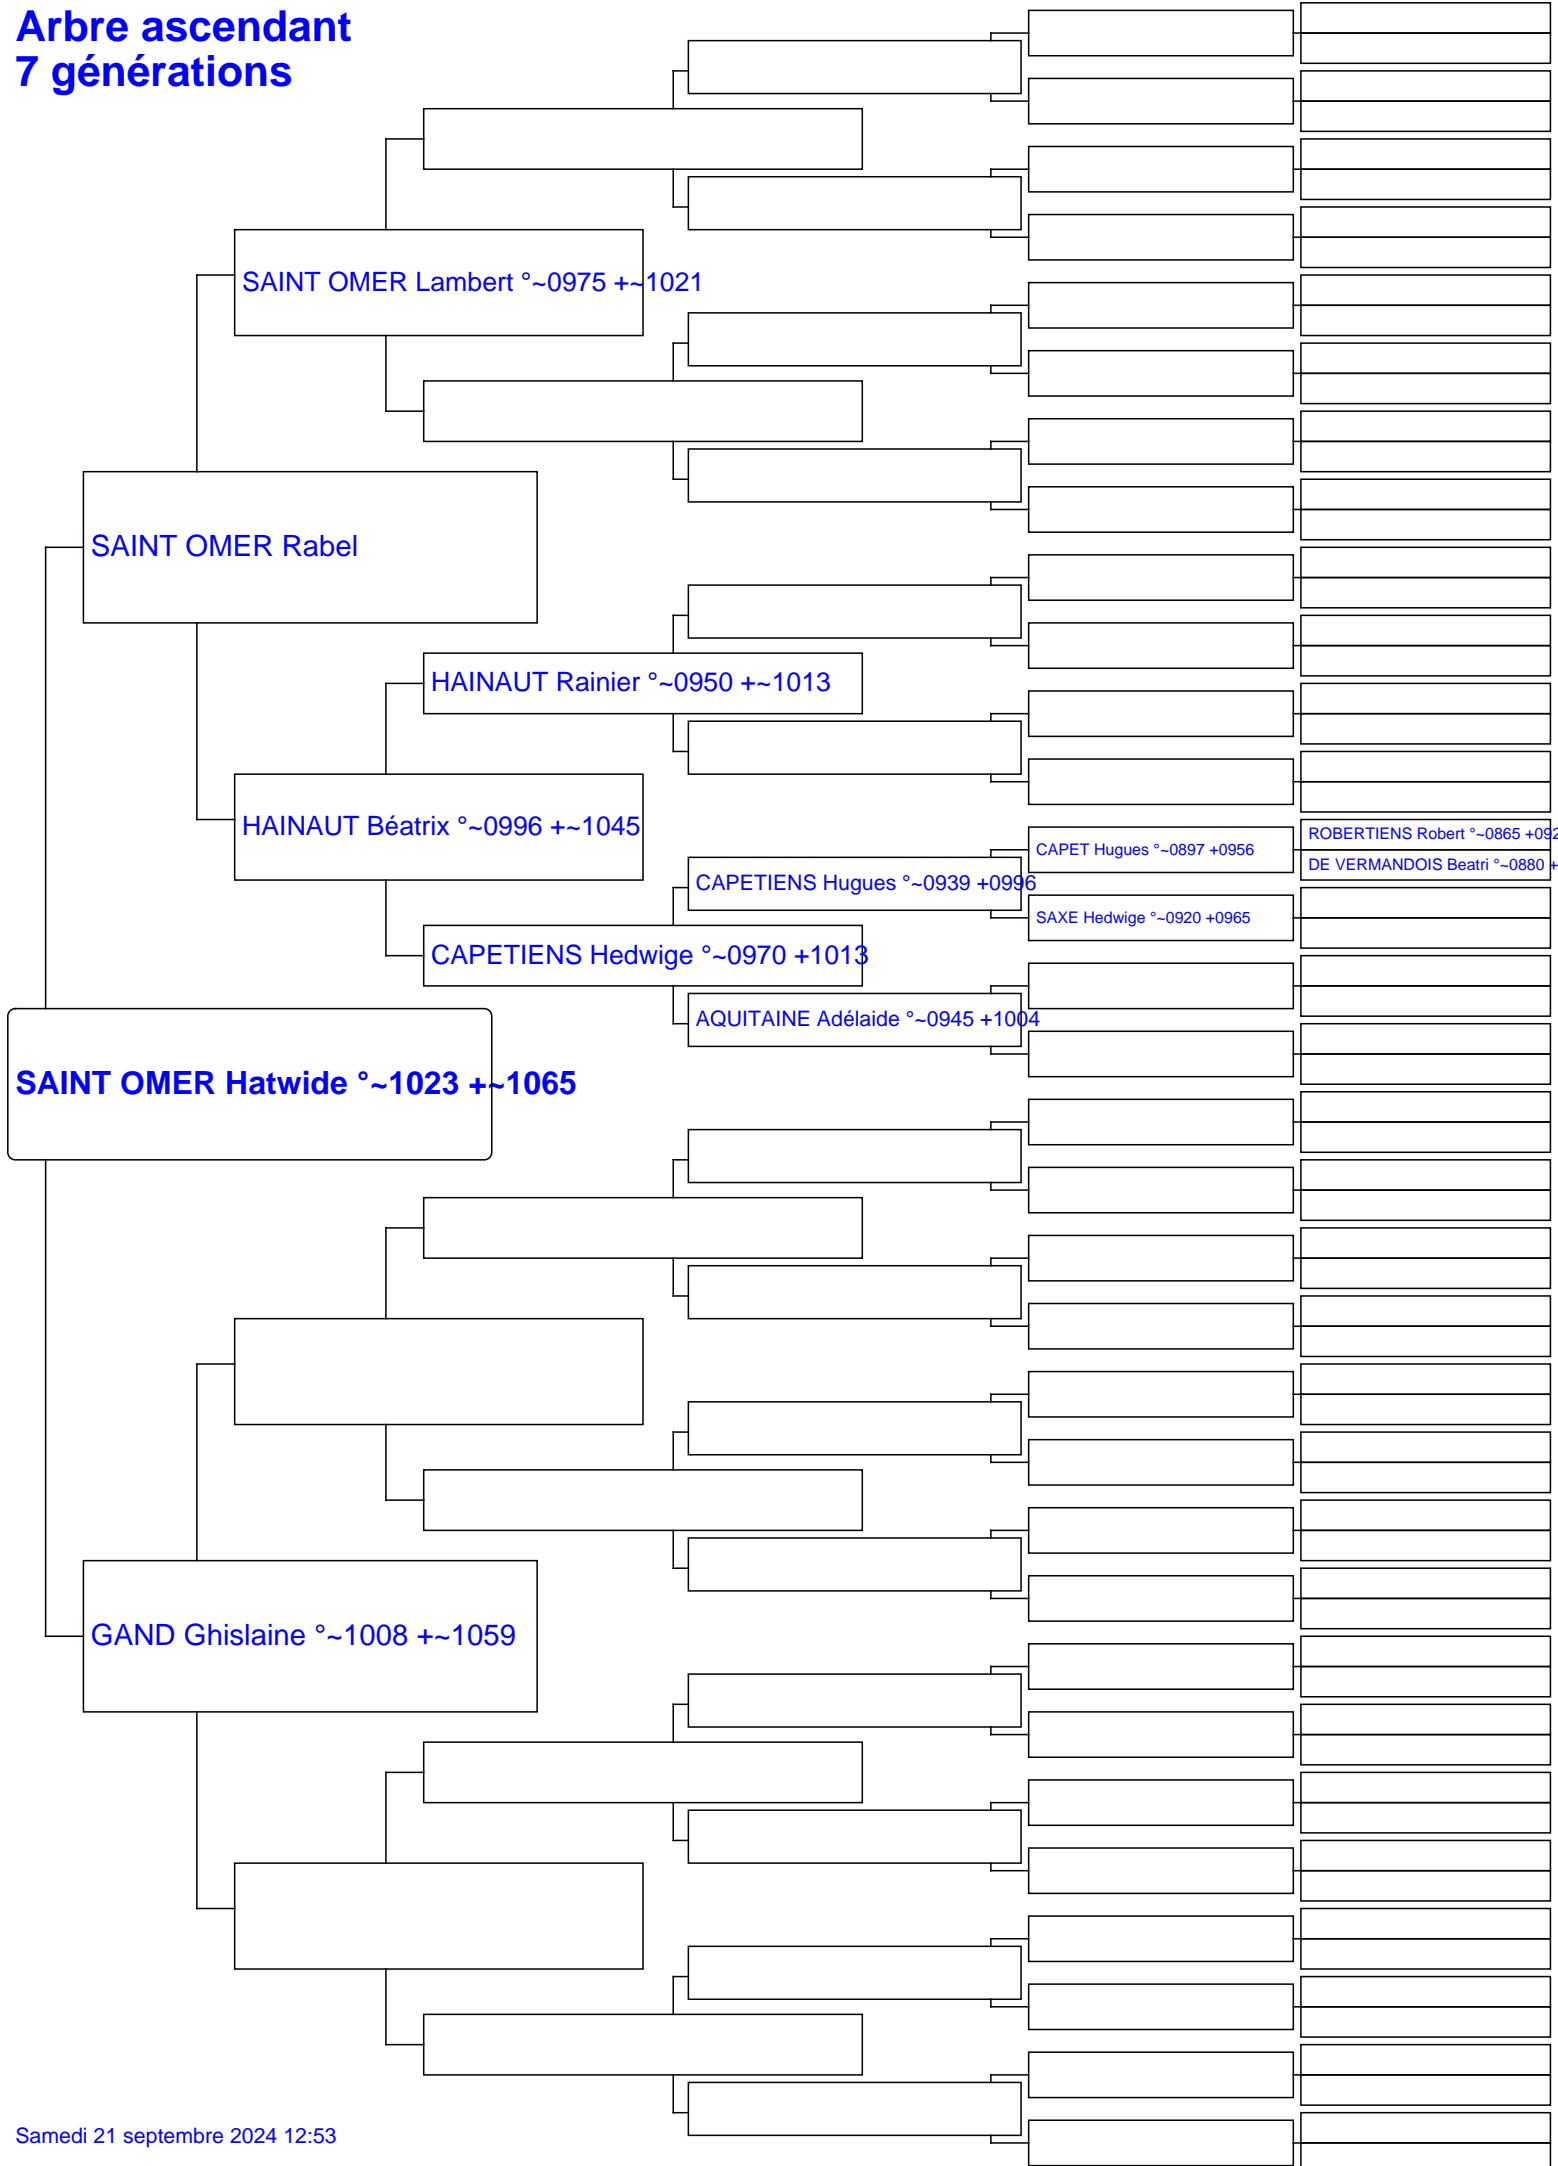 Arbre ascendant
7 générations
SAINT OMER Lambert °~0975 +~1021
SAINT OMER Rabel
HAINAUT Rainier °~0950 +~1013
HAINAUT Béatrix °~0996 +~1045
ROBERTIENS Robert °~0865 +092
CAPET Hugues °~0897 +0956
DE VERMANDOIS Beatri °~0880 +
CAPETIENS Hugues °~0939 +0996
SAXE Hedwige °~0920 +0965
CAPETIENS Hedwige °~0970 +1013
AQUITAINE Adélaide °~0945 +1004
SAINT OMER Hatwide °~1023 +~1065
GAND Ghislaine °~1008 +~1059
Samedi 21 septembre 2024 12:53